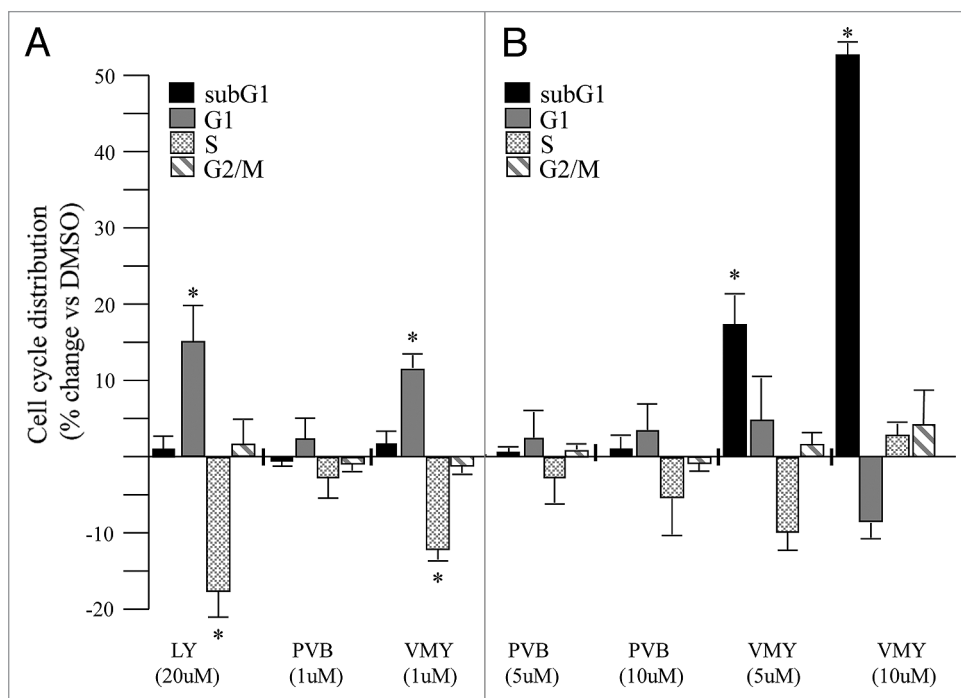 A
B
Cell cycle distribution
(% change vs DMSO)
50
40
30
20
10
0
-10
-20
subG1
G1
S
G2/M
subG1
G1
S
G2/M
*
*
*
*
*
*
LY
(20uM)
PVB
(1uM)
VMY
(1uM)
PVB
(5uM)
PVB
(10uM)
VMY
(5uM)
VMY
(10uM)